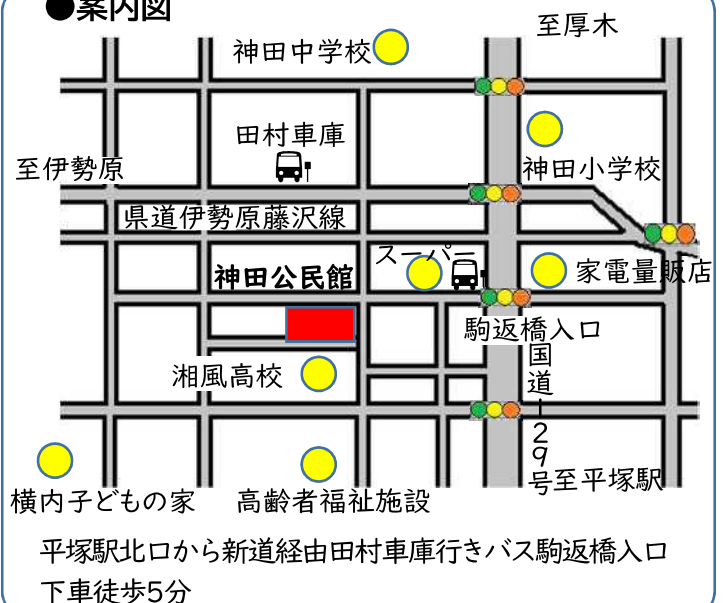 ●案内図
至厚木
神田中学校
田村車庫
至伊勢原
神田小学校
県道伊勢原藤沢線
スーパー
神田公民館
家電量販店
駒返橋入口
国道129号
湘風高校
至平塚駅
横内子どもの家
高齢者福祉施設
平塚駅北口から新道経由田村車庫行きバス駒返橋入口
下車徒歩5分